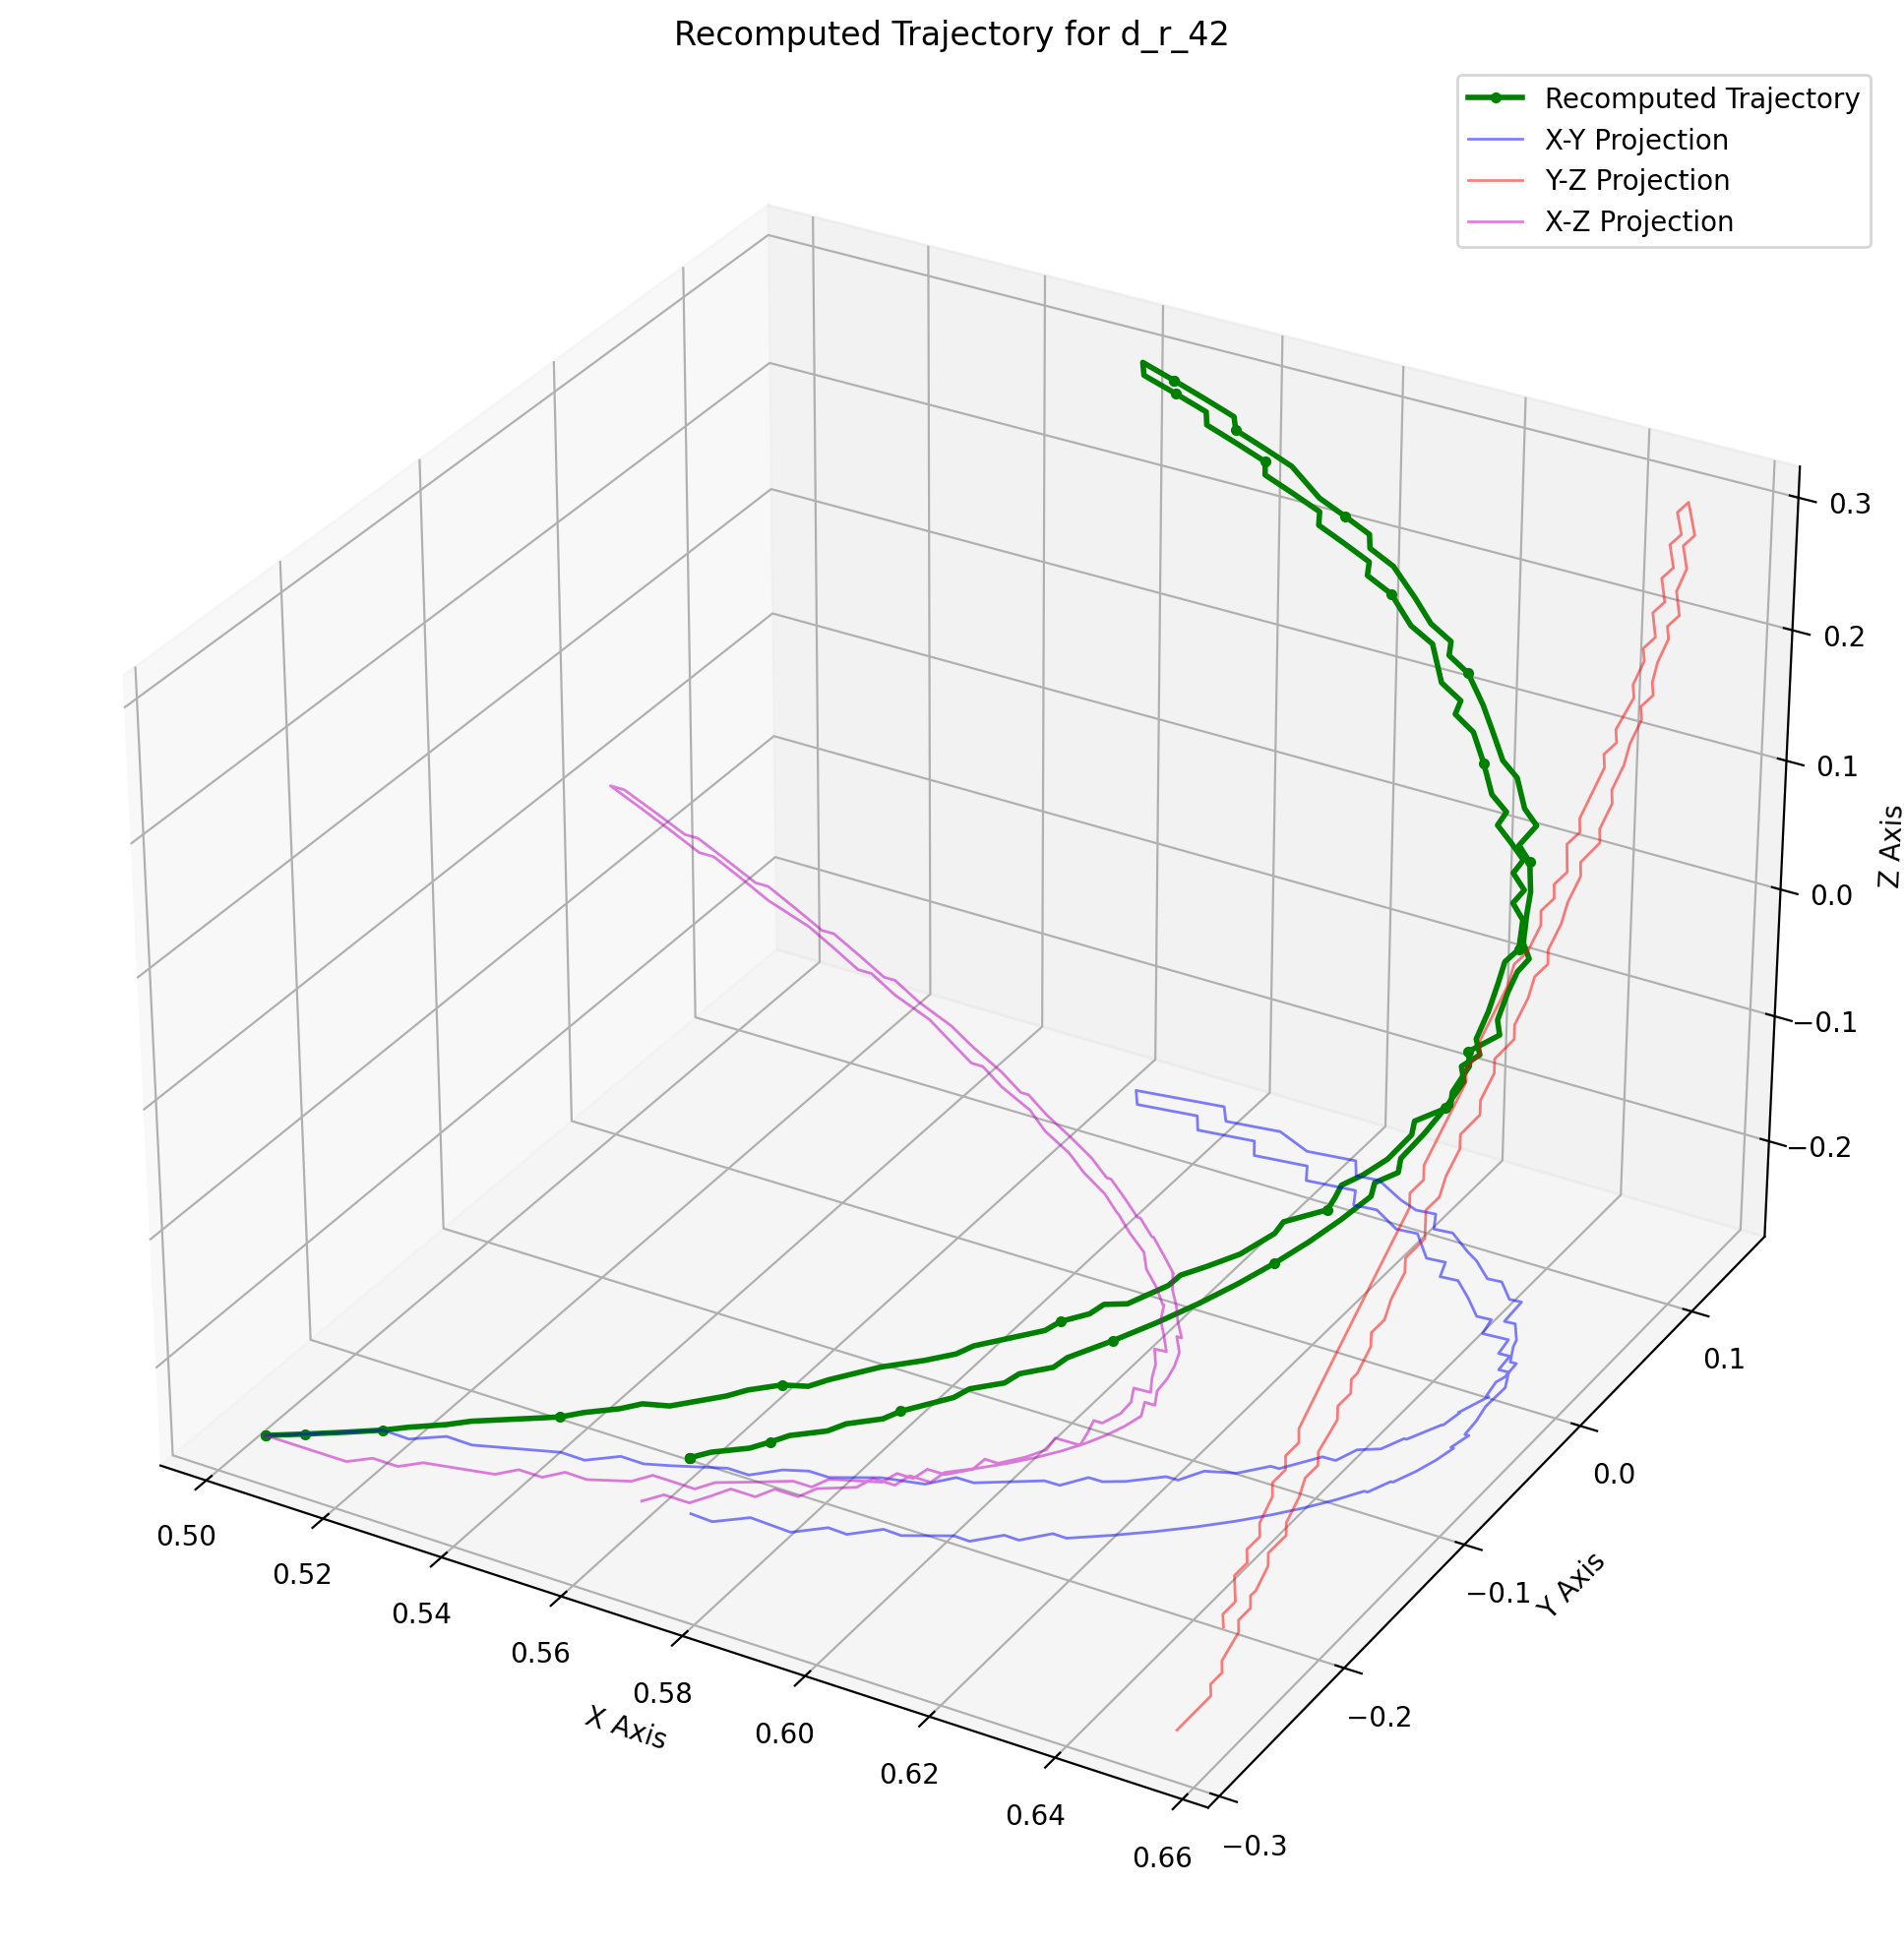 Recomputed Trajectory for d_r_42
Recomputed Trajectory
X-Y Projection
Y-Z Projection
X-Z Projection
0.3
0.2
0.1
0.0
−0.1
−0.2
Z Axis
0.1
0.0
−0.1
−0.2
−0.3
Y Axis
0.50
0.52
0.54
0.56
0.58
0.60
0.62
0.64
0.66
X Axis